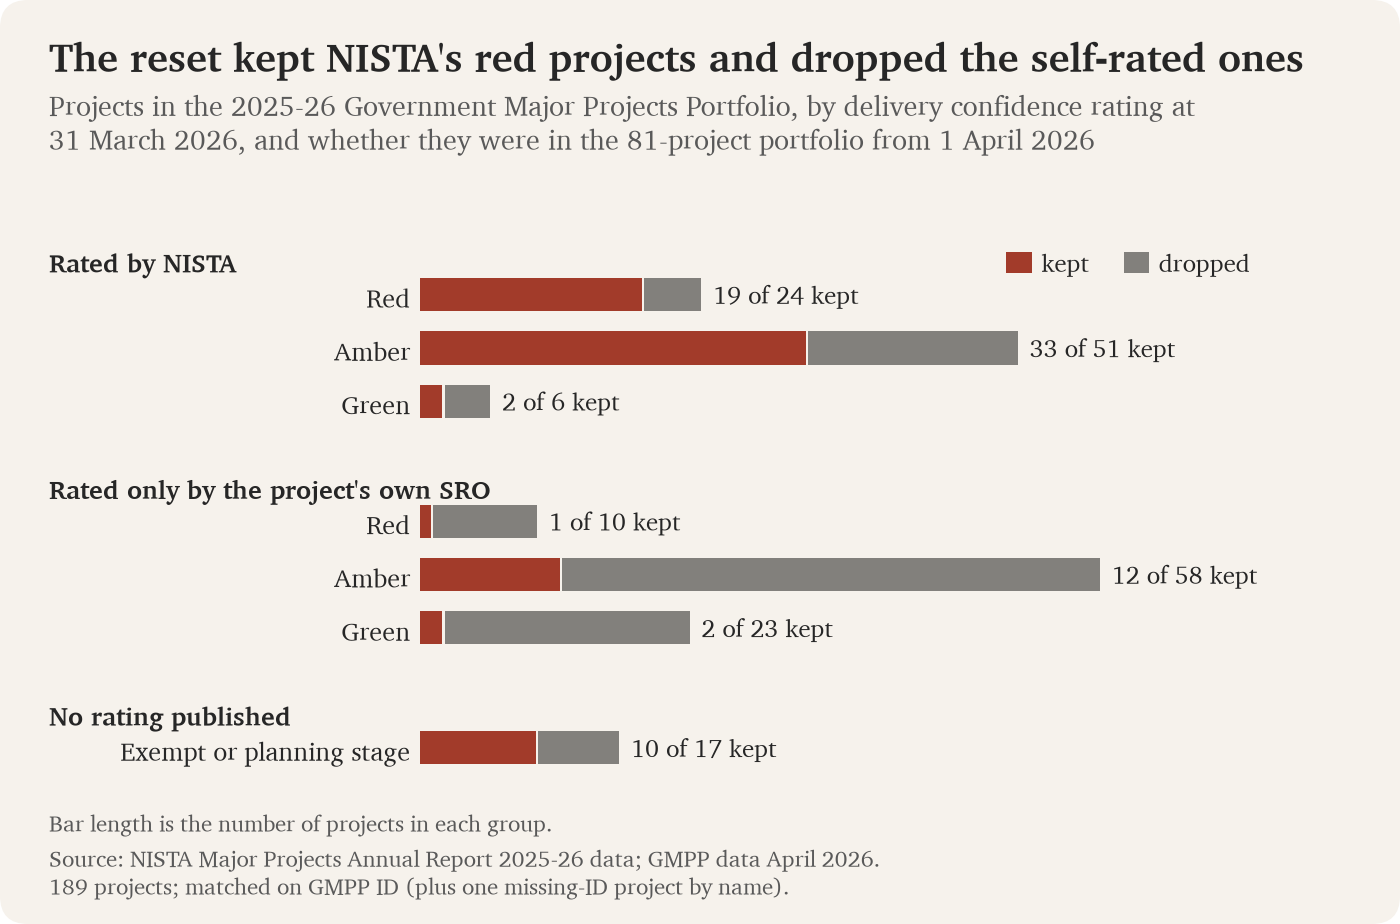 The reset kept NISTA's red projects and dropped the self-rated ones
Projects in the 2025-26 Government Major Projects Portfolio, by delivery confidence rating at
31 March 2026, and whether they were in the 81-project portfolio from 1 April 2026
Rated by NISTA
kept
dropped
Red
19 of 24 kept
Amber
33 of 51 kept
Green
2 of 6 kept
Rated only by the project's own SRO
Red
1 of 10 kept
Amber
12 of 58 kept
Green
2 of 23 kept
No rating published
Exempt or planning stage
10 of 17 kept
Bar length is the number of projects in each group.
Source: NISTA Major Projects Annual Report 2025-26 data; GMPP data April 2026.
189 projects; matched on GMPP ID (plus one missing-ID project by name).